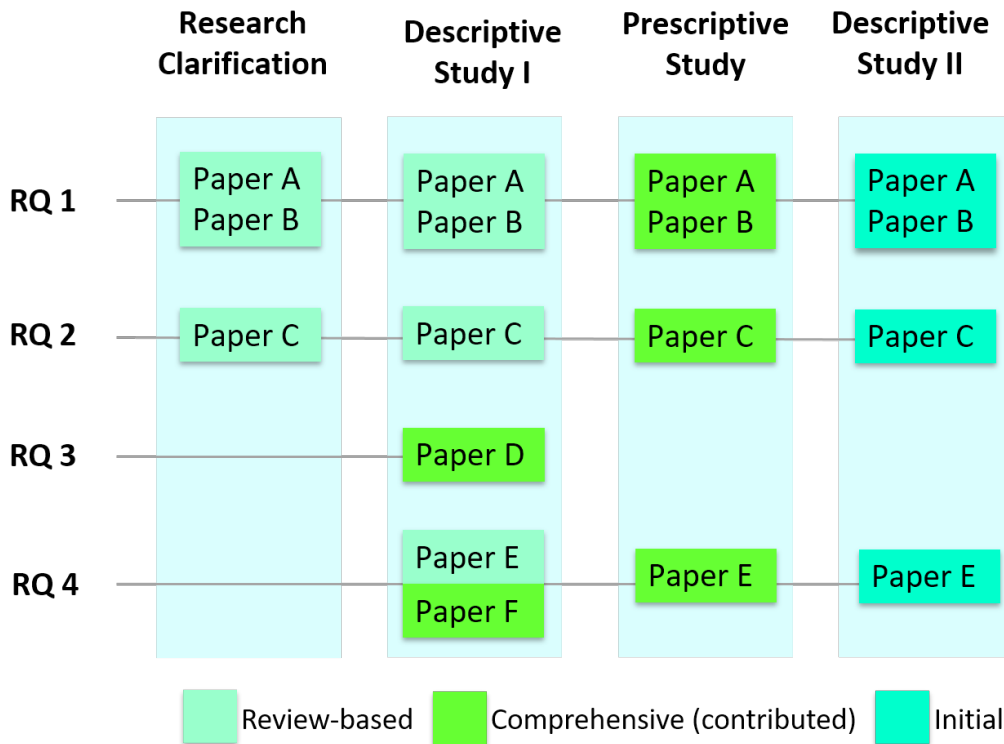 Research
Clarification
Descriptive
Study I
Prescriptive
Study
Descriptive
Study II
RQ 1
Paper A
Paper B
Paper A
Paper B
Paper A
Paper B
Paper A
Paper B
RQ 2
Paper C
Paper C
Paper C
Paper C
RQ 3
Paper D
RQ 4
Paper E
Paper F
Paper E
Paper E
Review-based
Comprehensive (contributed)
Initial